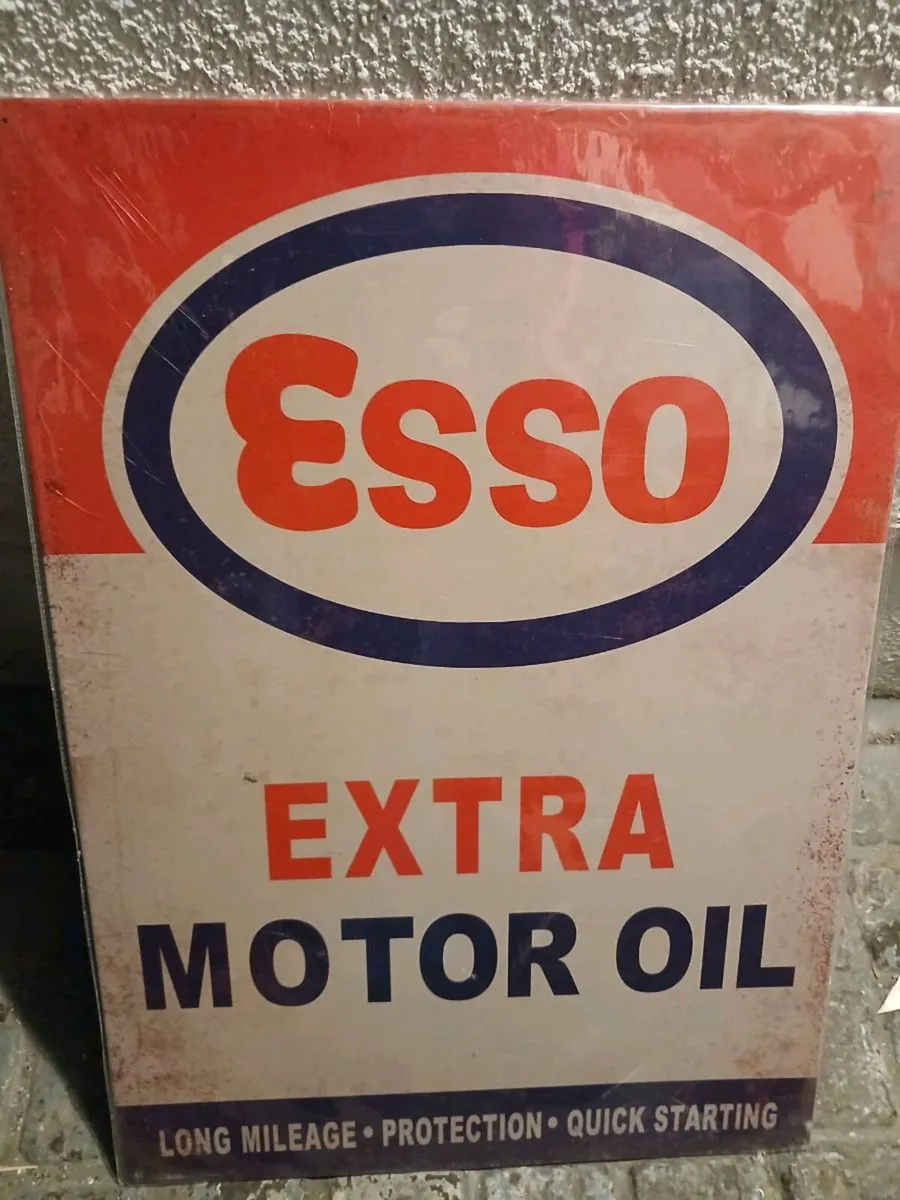 Esso
EXTRA
MOTOR OIL
LONG MILEAGE • PROTECTION • QUICK STARTING